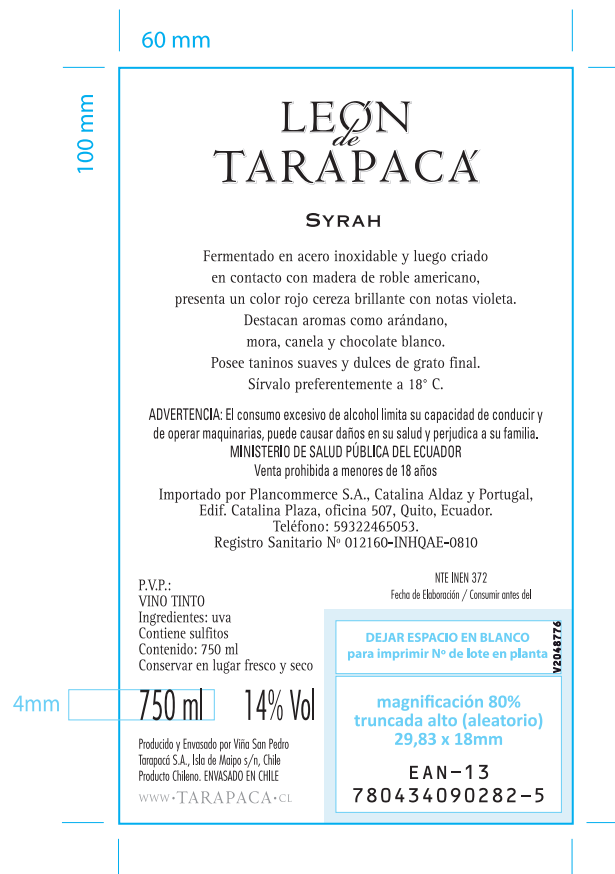 60 mm
100 mm
LEÓN
de
TARAPACÁ
SYRAH
Fermentado en acero inoxidable y luego criado
en contacto con madera de roble americano,
presenta un color rojo cereza brillante con notas violeta.
Destacan aromas como arándano,
mora, canela y chocolate blanco.
Posee taninos suaves y dulces de grato final.
Sírvalo preferentemente a 18° C.
ADVERTENCIA: El consumo excesivo de alcohol limita su capacidad de conducir y
de operar maquinarias, puede causar daños en su salud y perjudica a su familia.
MINISTERIO DE SALUD PÚBLICA DEL ECUADOR
Venta prohibida a menores de 18 años
Importado por Plancommerce S.A., Catalina Aldaz y Portugal,
Edif. Catalina Plaza, oficina 507, Quito, Ecuador.
Teléfono: 59322465053.
Registro Sanitario Nº 012160-INHQAE-0810
P.V.P.:
VINO TINTO
Ingredientes: uva
Contiene sulfitos
Contenido: 750 ml
Conservar en lugar fresco y seco
NTE INEN 372
Fecha de Elaboración / Consumir antes del
DEJAR ESPACIO EN BLANCO
para imprimir Nº de lote en planta
V2048776
4mm
750 ml 14% Vol
Producido y Envasado por Viña San Pedro
Tarapacá S.A., Isla de Maipo s/n, Chile
Producto Chileno. ENVASADO EN CHILE
WWW•TARAPACA•CL
magnificación 80%
truncada alto (aleatorio)
29,83 x 18mm
EAN-13
780434090282-5